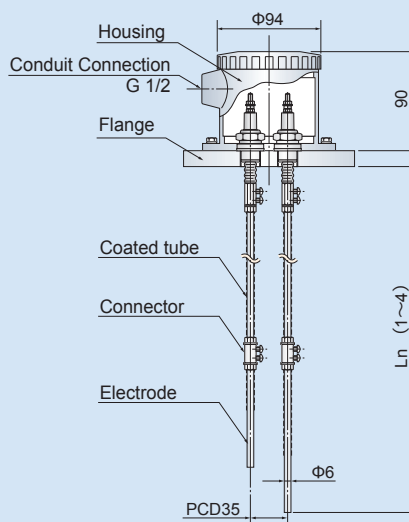 Φ94
Housing
Conduit Connection
G 1/2
90
Flange
Coated tube
Ln (1～4)
Connector
Electrode
Φ6
PCD35